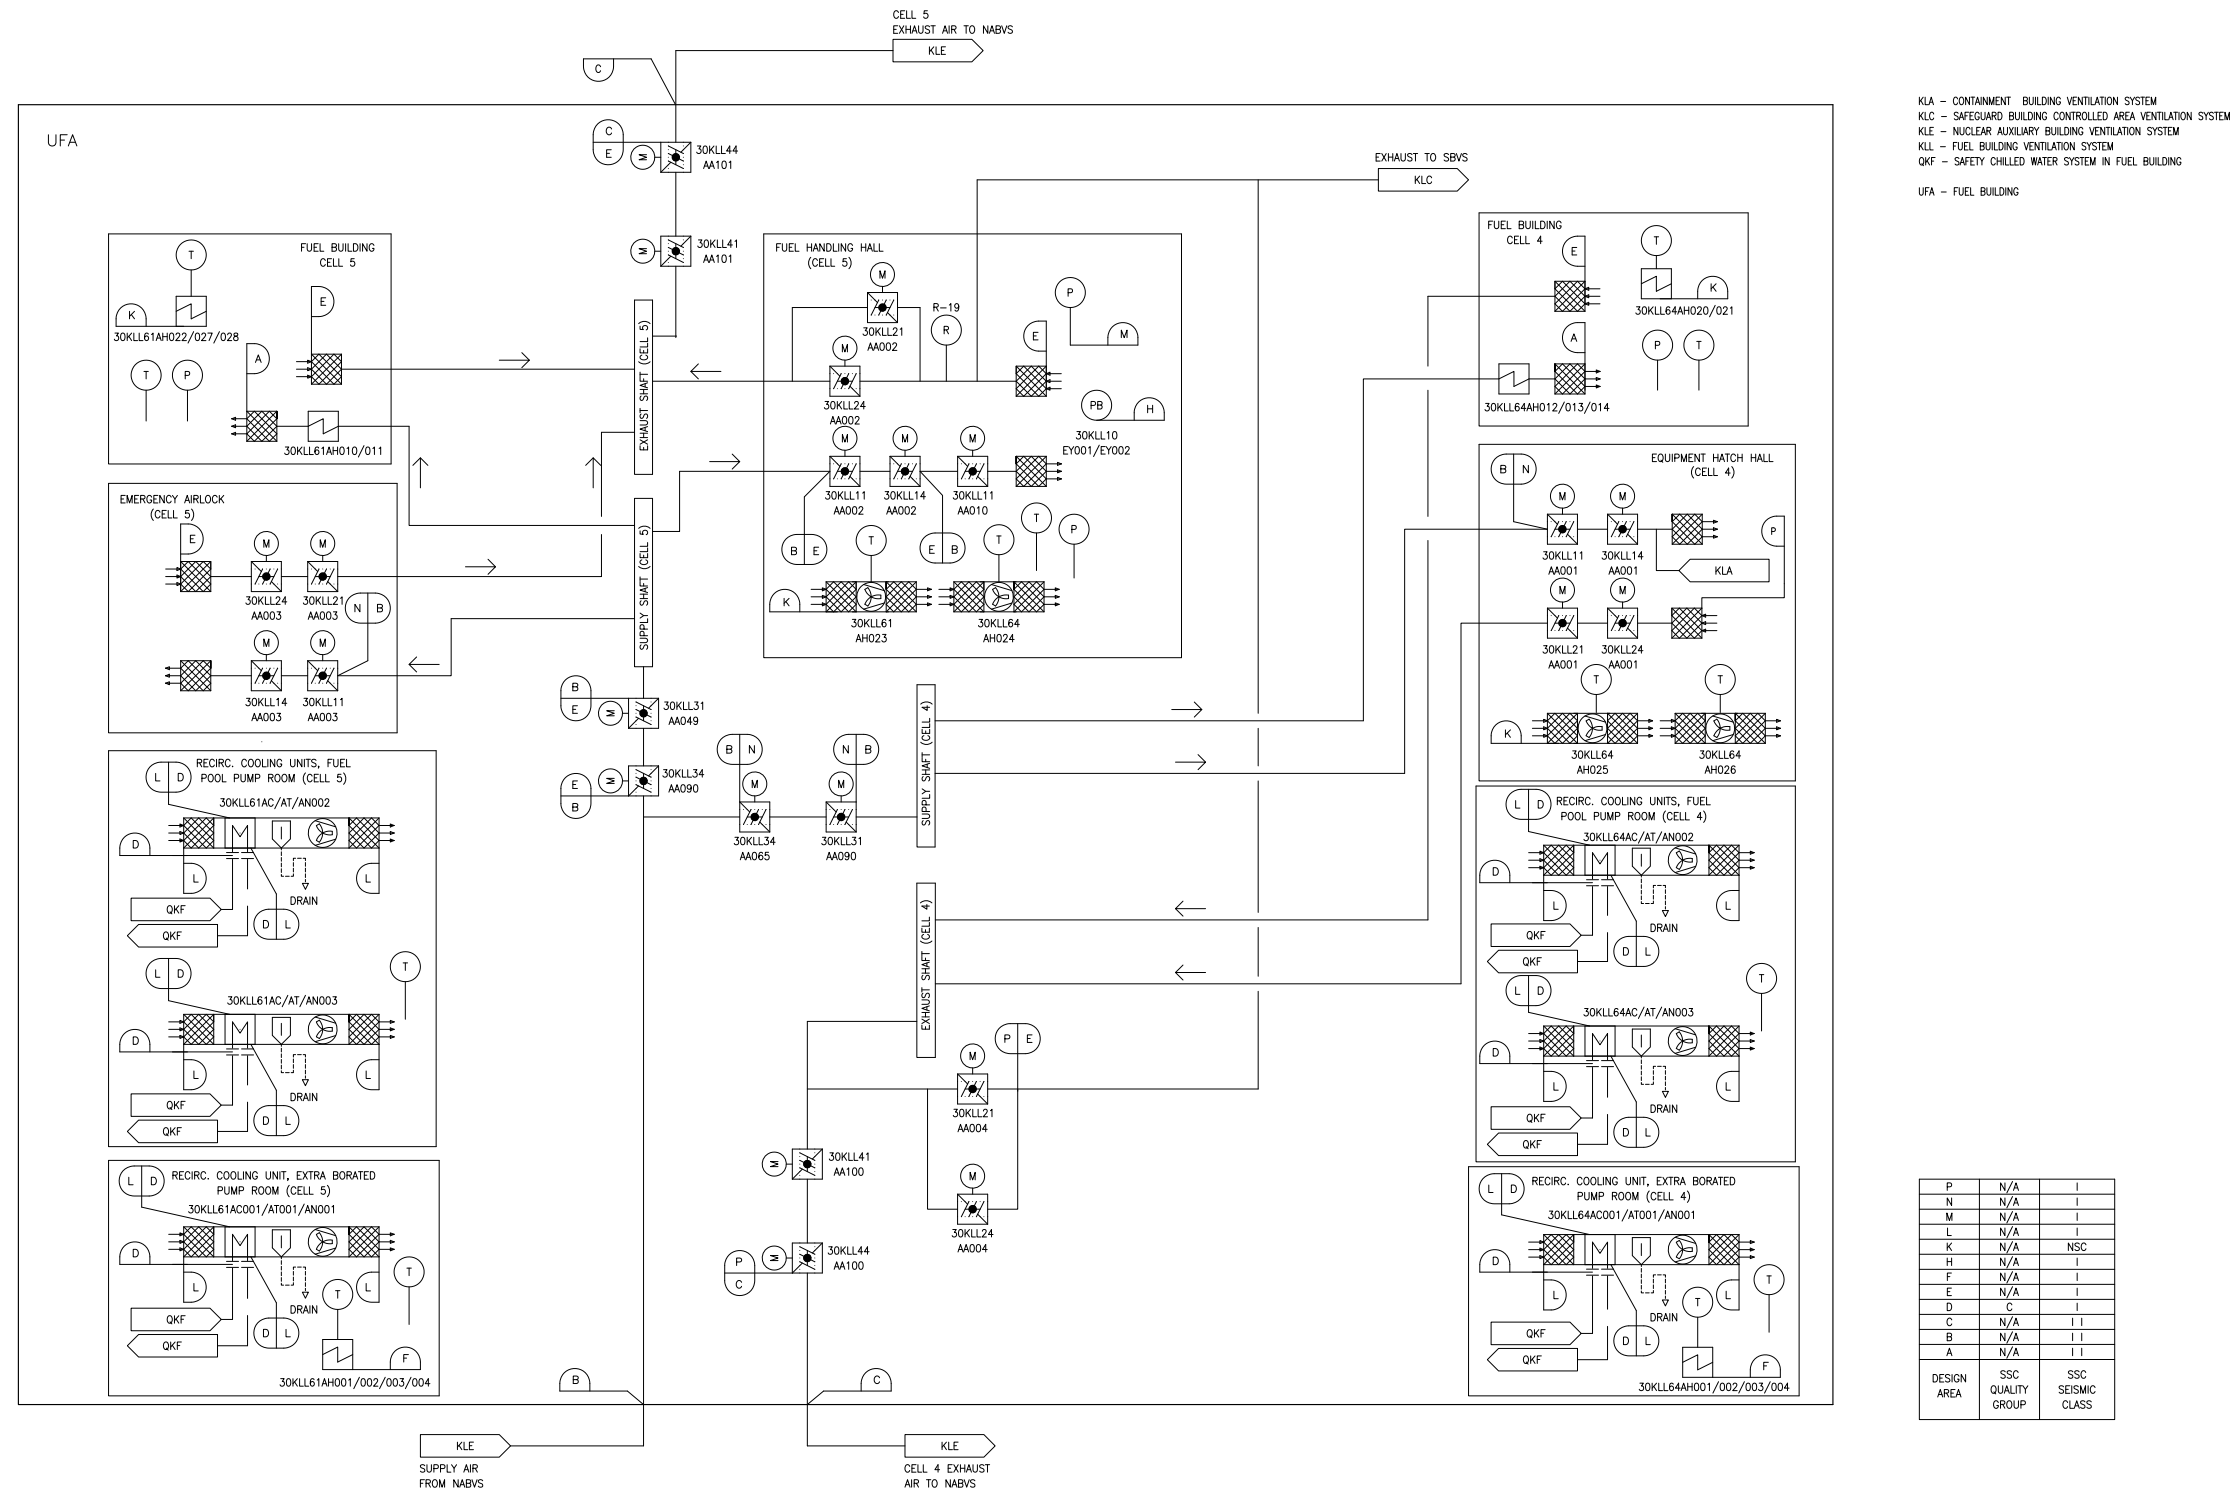 CELL 5
EXHAUST AIR TO NABVS
KLE
C
UFA
C
E
M
30KLL44
AA101
M
30KLL41
AA101
EXHAUST TO SBVS
KLC
KLA – CONTAINMENT BUILDING VENTILATION SYSTEM
KLC – SAFEGUARD BUILDING CONTROLLED AREA VENTILATION SYSTEM
KLE – NUCLEAR AUXILIARY BUILDING VENTILATION SYSTEM
KLL – FUEL BUILDING VENTILATION SYSTEM
QKF – SAFETY CHILLED WATER SYSTEM IN FUEL BUILDING
UFA – FUEL BUILDING
FUEL BUILDING
CELL 5
T
K
30KLL61AH022/027/028
E
A
T
P
30KLL61AH010/011
EMERGENCY AIRLOCK
(CELL 5)
E
M
M
30KLL24
AA003
30KLL21
AA003
N B
M
M
30KLL14
AA003
30KLL11
AA003
EXHAUST SHAFT (CELL 5)
SUPPLY SHAFT (CELL 5)
FUEL HANDLING HALL
(CELL 5)
M
30KLL21
AA002
M
30KLL24
AA002
R-19
R
E
P
M
PB
H
30KLL10
EY001/EY002
M
M
M
30KLL11
AA002
30KLL14
AA002
30KLL11
AA010
B E
E B
T
T
T
P
K
30KLL61
AH023
30KLL64
AH024
FUEL BUILDING
CELL 4
E
T
K
30KLL64AH020/021
A
P
T
30KLL64AH012/013/014
EQUIPMENT HATCH HALL
(CELL 4)
B N
M
M
30KLL11
AA001
30KLL14
AA001
KLA
P
M
M
30KLL21
AA001
30KLL24
AA001
T
T
K
30KLL64
AH025
30KLL64
AH026
B
E
M
30KLL31
AA049
E
B
M
30KLL34
AA090
B N
M
30KLL34
AA065
N B
M
30KLL31
AA090
SUPPLY SHAFT (CELL 4)
EXHAUST SHAFT (CELL 4)
P E
M
30KLL21
AA004
M
30KLL24
AA004
M
30KLL41
AA100
P
C
M
30KLL44
AA100
RECIRC. COOLING UNITS, FUEL
POOL PUMP ROOM (CELL 5)
L D
30KLL61AC/AT/AN002
D
L
L
DRAIN
QKF
QKF
D L
L D
T
30KLL61AC/AT/AN003
D
L
L
DRAIN
QKF
QKF
D L
RECIRC. COOLING UNIT, EXTRA BORATED
PUMP ROOM (CELL 5)
L D
30KLL61AC001/AT001/AN001
D
L
L
T
T
DRAIN
QKF
QKF
D L
F
30KLL61AH001/002/003/004
RECIRC. COOLING UNITS, FUEL
POOL PUMP ROOM (CELL 4)
L D
30KLL64AC/AT/AN002
D
L
L
DRAIN
QKF
QKF
D L
L D
T
30KLL64AC/AT/AN003
D
L
L
DRAIN
QKF
QKF
D L
RECIRC. COOLING UNIT, EXTRA BORATED
PUMP ROOM (CELL 4)
L D
30KLL64AC001/AT001/AN001
D
L
L
T
T
DRAIN
QKF
QKF
D L
F
30KLL64AH001/002/003/004
B
C
KLE
SUPPLY AIR
FROM NABVS
KLE
CELL 4 EXHAUST
AIR TO NABVS
P N/A I
N N/A I
M N/A I
L N/A I
K N/A NSC
H N/A I
F N/A I
E N/A I
D C I
C N/A II
B N/A II
A N/A II
DESIGN
AREA
SSC
QUALITY
GROUP
SSC
SEISMIC
CLASS